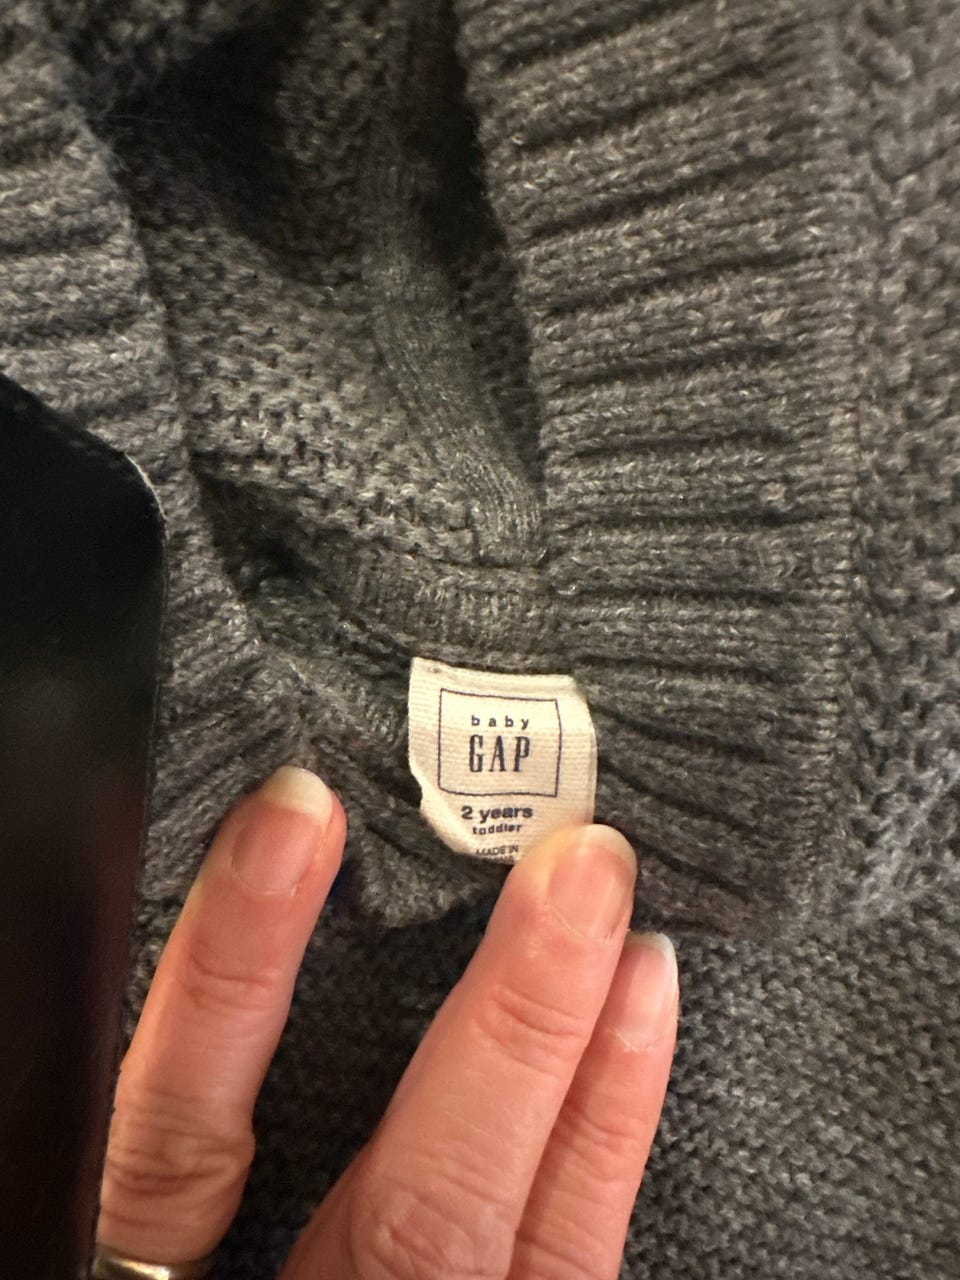 baby
GAP
2 years
toddler
MADE IN